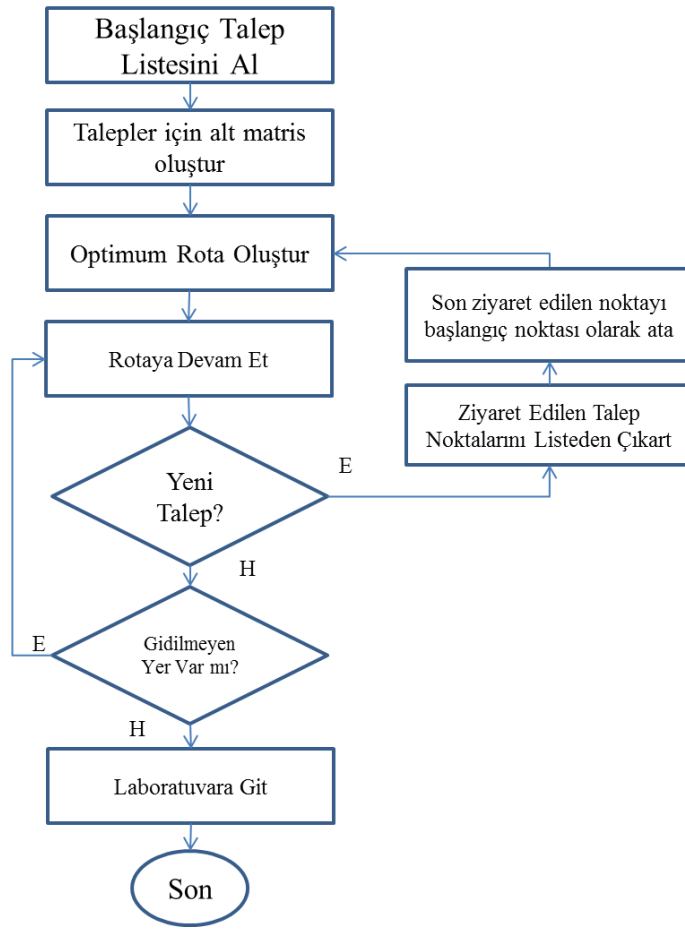 Başlangıç Talep
Listesini Al
Talepler için alt matris
oluştur
Optimum Rota Oluştur
Son ziyaret edilen noktayı
başlangıç noktası olarak ata
Rotaya Devam Et
Ziyaret Edilen Talep
Noktalarını Listeden Çıkart
E
Yeni
Talep?
H
E
Gidilmeyen
Yer Var mı?
H
Laboratuvara Git
Son